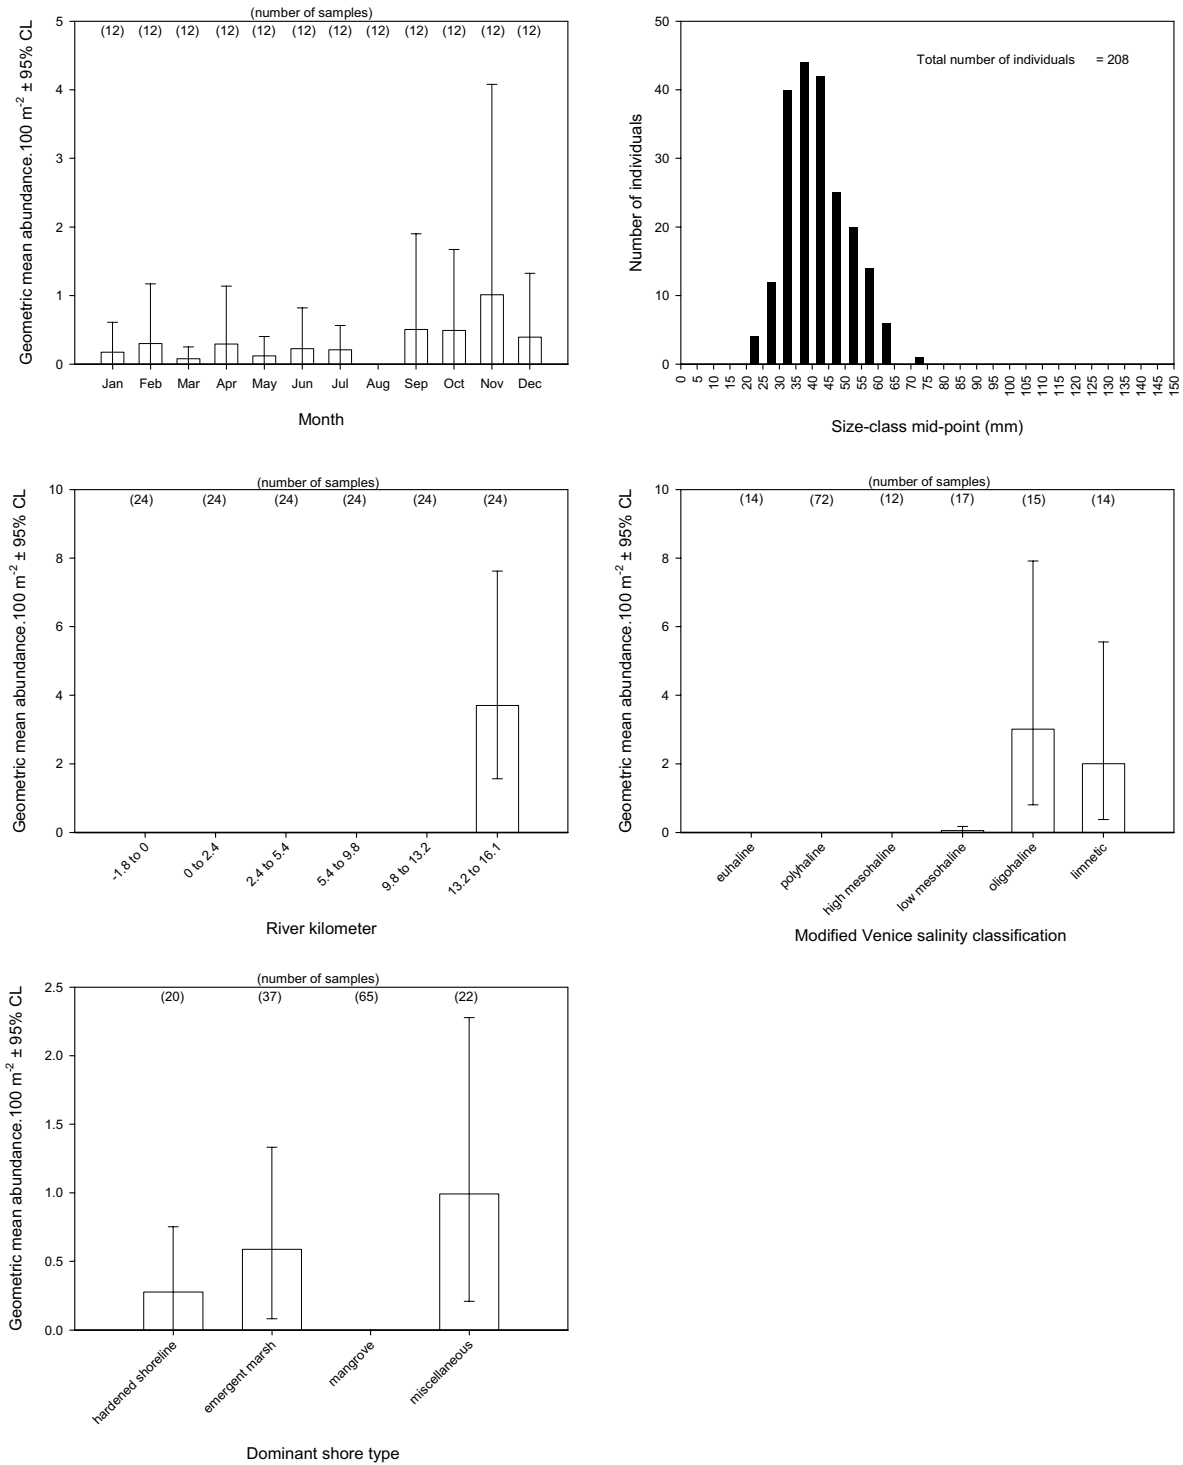 (number of samples)
(12) (12) (12) (12) (12) (12) (12) (12) (12) (12) (12) (12)
5
4
3
2
1
0
Geometric mean abundance.100 m-2 ± 95% CL
Jan Feb Mar Apr May Jun Jul Aug Sep Oct Nov Dec
Month
50
40
30
20
10
0
Number of individuals
Total number of individuals = 208
0 5 10 15 20 25 30 35 40 45 50 55 60 65 70 75 80 85 90 95 100 105 110 115 120 125 130 135 140 145 150
Size-class mid-point (mm)
(number of samples)
(24) (24) (24) (24) (24) (24)
10
8
6
4
2
0
Geometric mean abundance.100 m-2 ± 95% CL
-1.8 to 0
0 to 2.4
2.4 to 5.4
5.4 to 9.8
9.8 to 13.2
13.2 to 16.1
River kilometer
(number of samples)
(14) (72) (12) (17) (15) (14)
10
8
6
4
2
0
Geometric mean abundance.100 m-2 ± 95% CL
euhaline
polyhaline
high mesohaline
low mesohaline
oligohaline
limnetic
Modified Venice salinity classification
(number of samples)
(20) (37) (65) (22)
2.5
2.0
1.5
1.0
0.5
0.0
Geometric mean abundance.100 m-2 ± 95% CL
hardened shoreline
emergent marsh
mangrove
miscellaneous
Dominant shore type